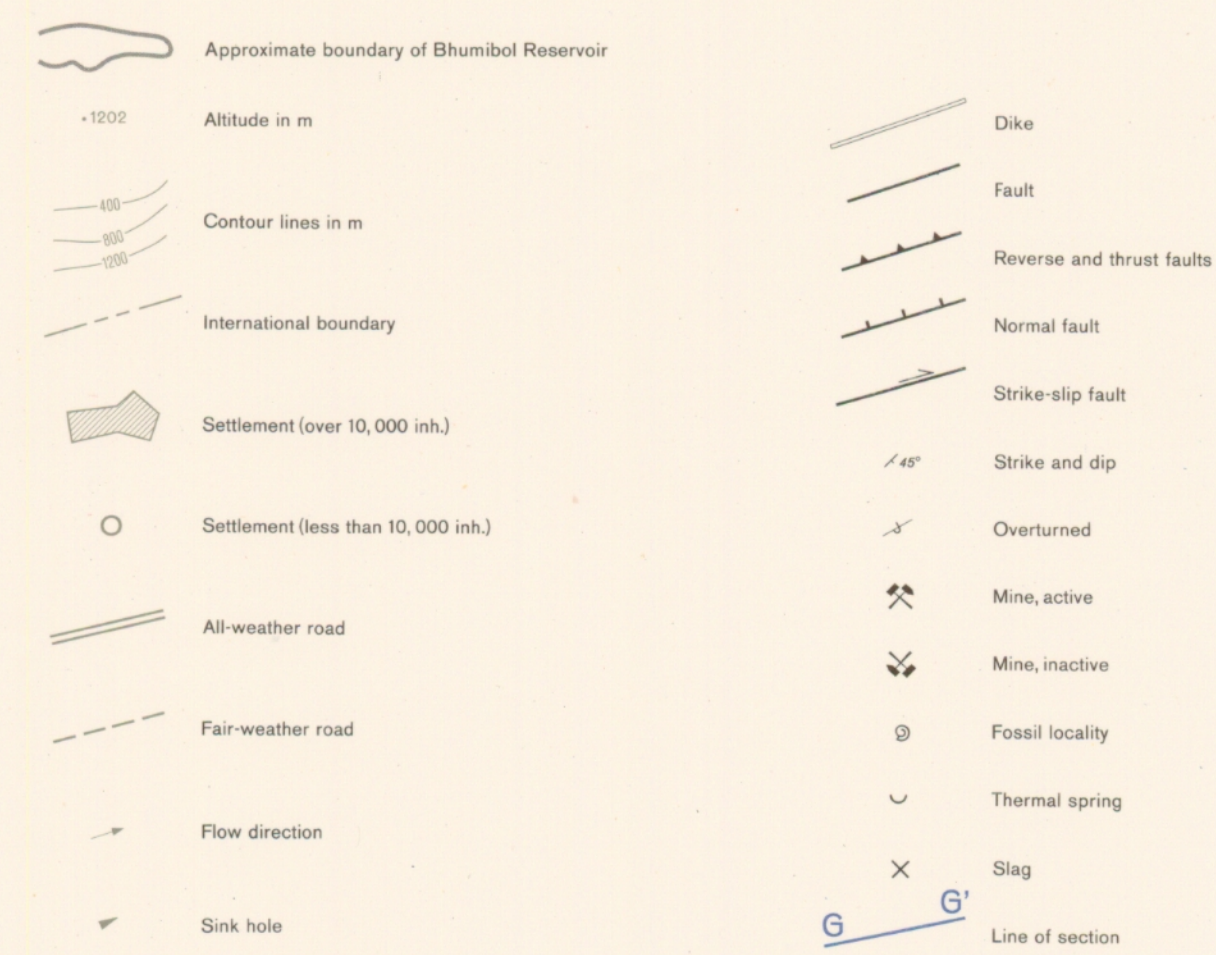 Approximate boundary of Bhumibol Reservoir
1202
Altitude in m
400
800
1200
Contour lines in m
International boundary
Settlement (over 10,000 inh.)
Settlement (less than 10,000 inh.)
All-weather road
Fair-weather road
Flow direction
Sink hole
Dike
Fault
Reverse and thrust faults
Normal fault
Strike-slip fault
45°
Strike and dip
Overturned
Mine, active
Mine, inactive
Fossil locality
Thermal spring
Slag
G G'
Line of section